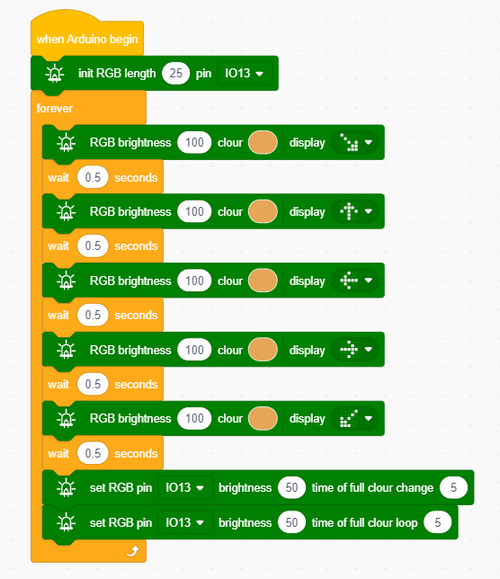 when Arduino begin
init RGB length 25 pin IO13
forever
RGB brightness 100 clour display
wait 0.5 seconds
RGB brightness 100 clour display
wait 0.5 seconds
RGB brightness 100 clour display
wait 0.5 seconds
RGB brightness 100 clour display
wait 0.5 seconds
RGB brightness 100 clour display
wait 0.5 seconds
set RGB pin IO13 brightness 50 time of full clour change 5
set RGB pin IO13 brightness 50 time of full clour loop 5